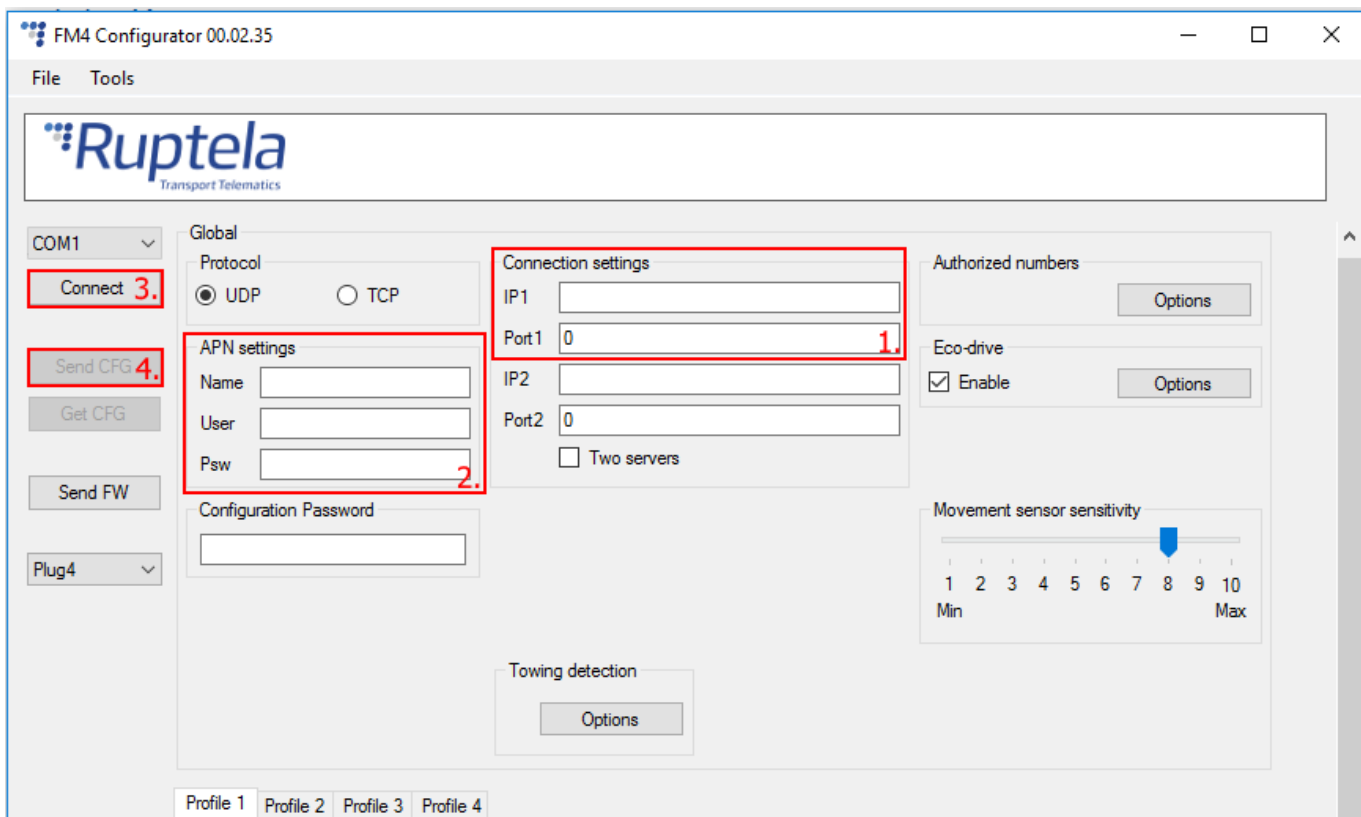 FM4 Configurator 00.02.35
File Tools
Ruptela
Transport Telematics
COM1
Connect 3.
Send CFG 4.
Get CFG
Send FW
Plug4
Global
Protocol
UDP TCP
APN settings
Name
User
Psw
2.
Configuration Password
Connection settings
IP1
Port1 0 1.
IP2
Port2 0
Two servers
Authorized numbers
Options
Eco-drive
Enable Options
Movement sensor sensitivity
1 2 3 4 5 6 7 8 9 10
Min Max
Towing detection
Options
Profile 1 Profile 2 Profile 3 Profile 4